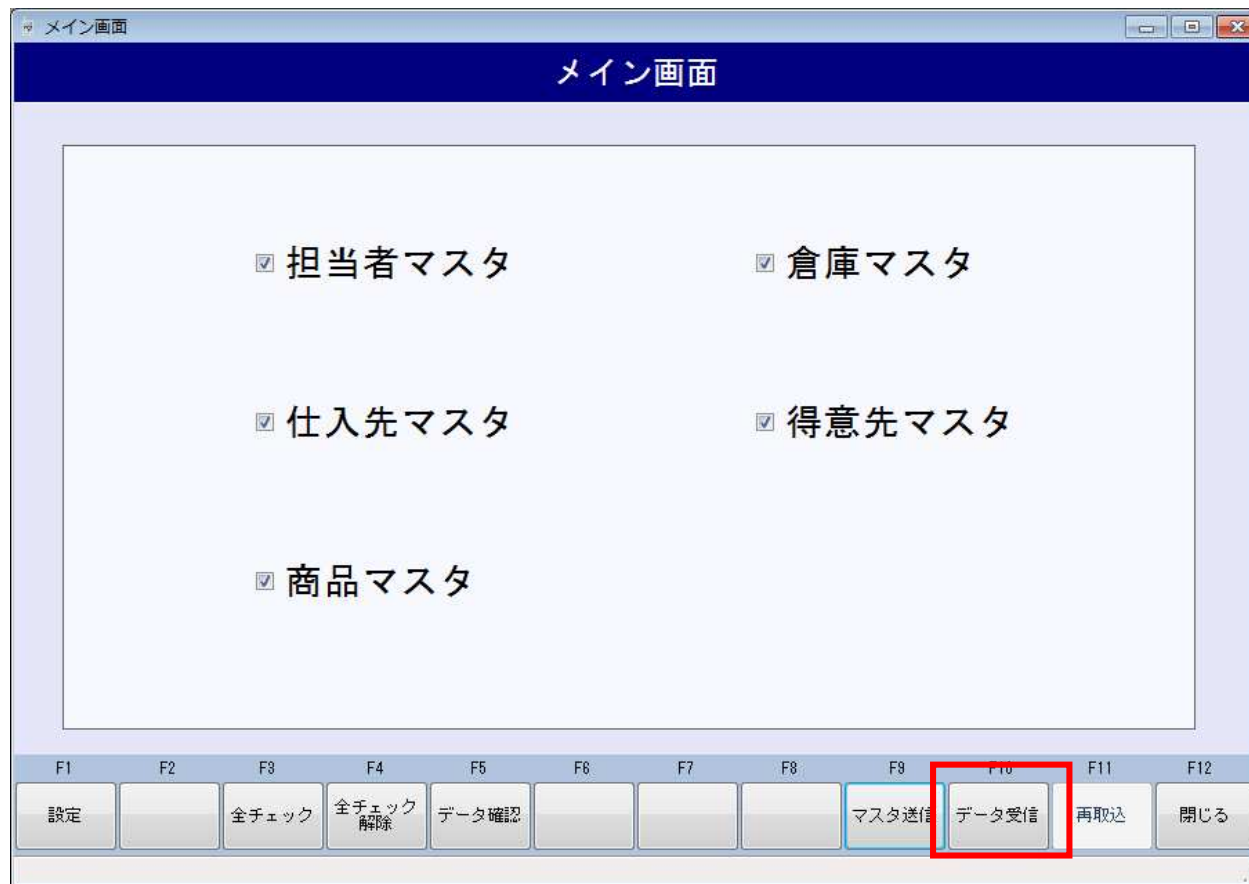 メイン画面
メイン画面
担当者マスタ 倉庫マスタ
仕入先マスタ 得意先マスタ
商品マスタ
F1 F2 F3 F4 F5 F6 F7 F8 F9 F10 F11 F12
設定 全チェック 全チェック解除 データ確認 マスタ送信 データ受信 再取込 閉じる